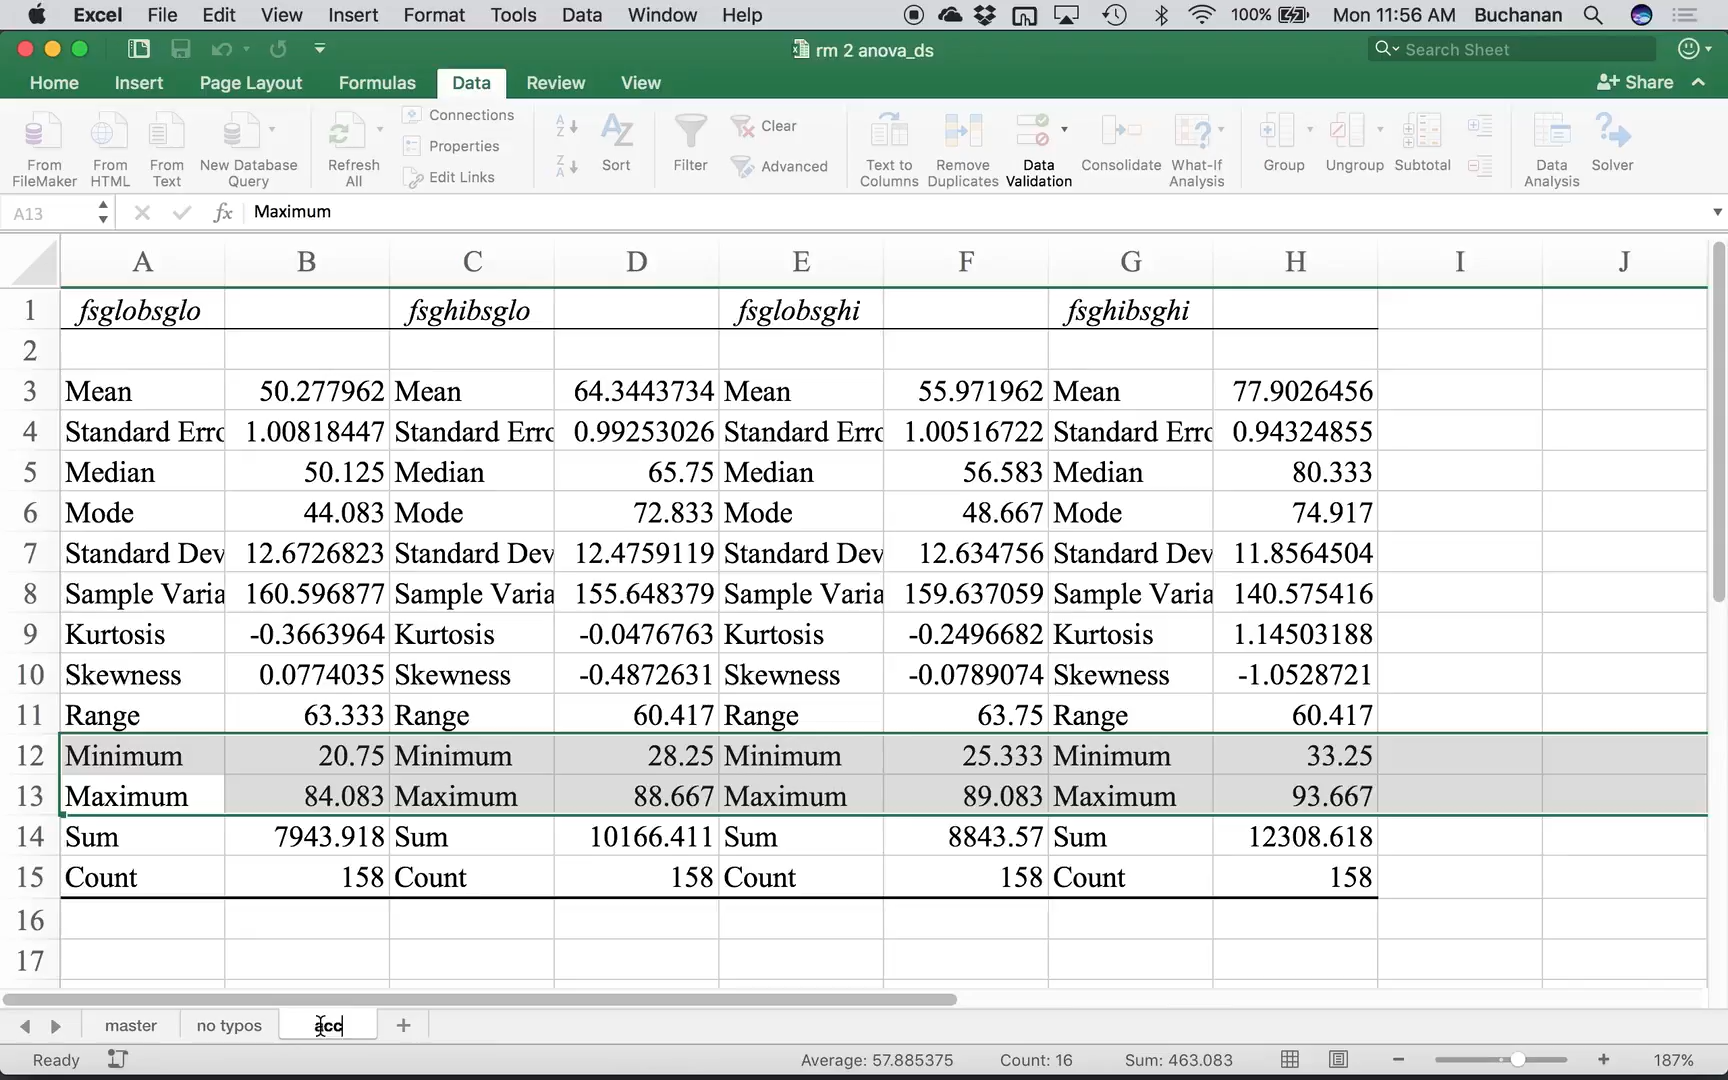 Excel File Edit View Insert Format Tools Data Window Help 100% Mon 11:56 AM Buchanan
rm 2 anova_ds Search Sheet
Home Insert Page Layout Formulas Data Review View Share
From FileMaker From HTML From Text New Database Query Refresh All Connections Properties Edit Links Sort Filter Clear Advanced Text to Columns Remove Duplicates Data Validation Consolidate What-If Analysis Group Ungroup Subtotal Data Analysis Solver
A13 fx Maximum
A B C D E F G H I J
1 fsglobsglo fsghibsglo fsglobsghi fsghibsghi
2
3 Mean 50.277962 Mean 64.3443734 Mean 55.971962 Mean 77.9026456
4 Standard Erro 1.00818447 Standard Erro 0.99253026 Standard Erro 1.00516722 Standard Erro 0.94324855
5 Median 50.125 Median 65.75 Median 56.583 Median 80.333
6 Mode 44.083 Mode 72.833 Mode 48.667 Mode 74.917
7 Standard Dev 12.6726823 Standard Dev 12.4759119 Standard Dev 12.634756 Standard Dev 11.8564504
8 Sample Varia 160.596877 Sample Varia 155.648379 Sample Varia 159.637059 Sample Varia 140.575416
9 Kurtosis -0.3663964 Kurtosis -0.0476763 Kurtosis -0.2496682 Kurtosis 1.14503188
10 Skewness 0.0774035 Skewness -0.4872631 Skewness -0.0789074 Skewness -1.0528721
11 Range 63.333 Range 60.417 Range 63.75 Range 60.417
12 Minimum 20.75 Minimum 28.25 Minimum 25.333 Minimum 33.25
13 Maximum 84.083 Maximum 88.667 Maximum 89.083 Maximum 93.667
14 Sum 7943.918 Sum 10166.411 Sum 8843.57 Sum 12308.618
15 Count 158 Count 158 Count 158 Count 158
16
17
master no typos acc +
Ready Average: 57.885375 Count: 16 Sum: 463.083 187%